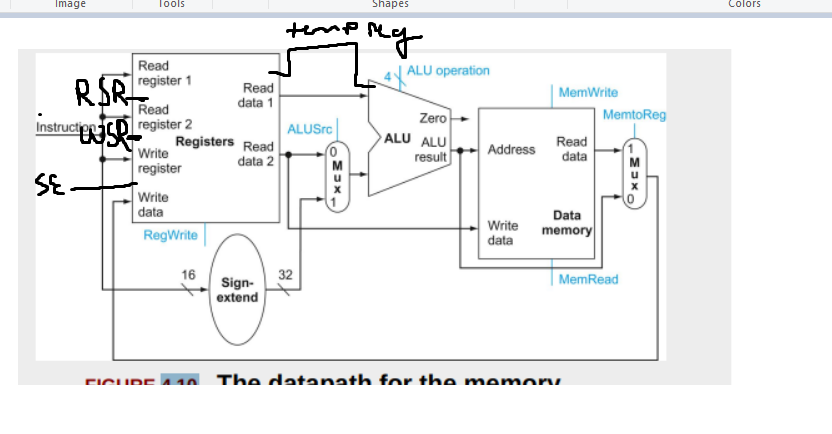 Image Tools Shapes Colors
temp reg
Read register 1
RSR
Read register 2
Instruction
WSR
Registers
Write register
SE
Write data
RegWrite
Read data 1
Read data 2
ALUSrc
0
M
u
x
1
4
ALU operation
Zero
ALU
ALU result
MemWrite
MemtoReg
Address
Read data
Write data
Data memory
1
M
u
x
0
MemRead
16
Sign-extend
32
FIGURE 4.10 The datapath for the memory